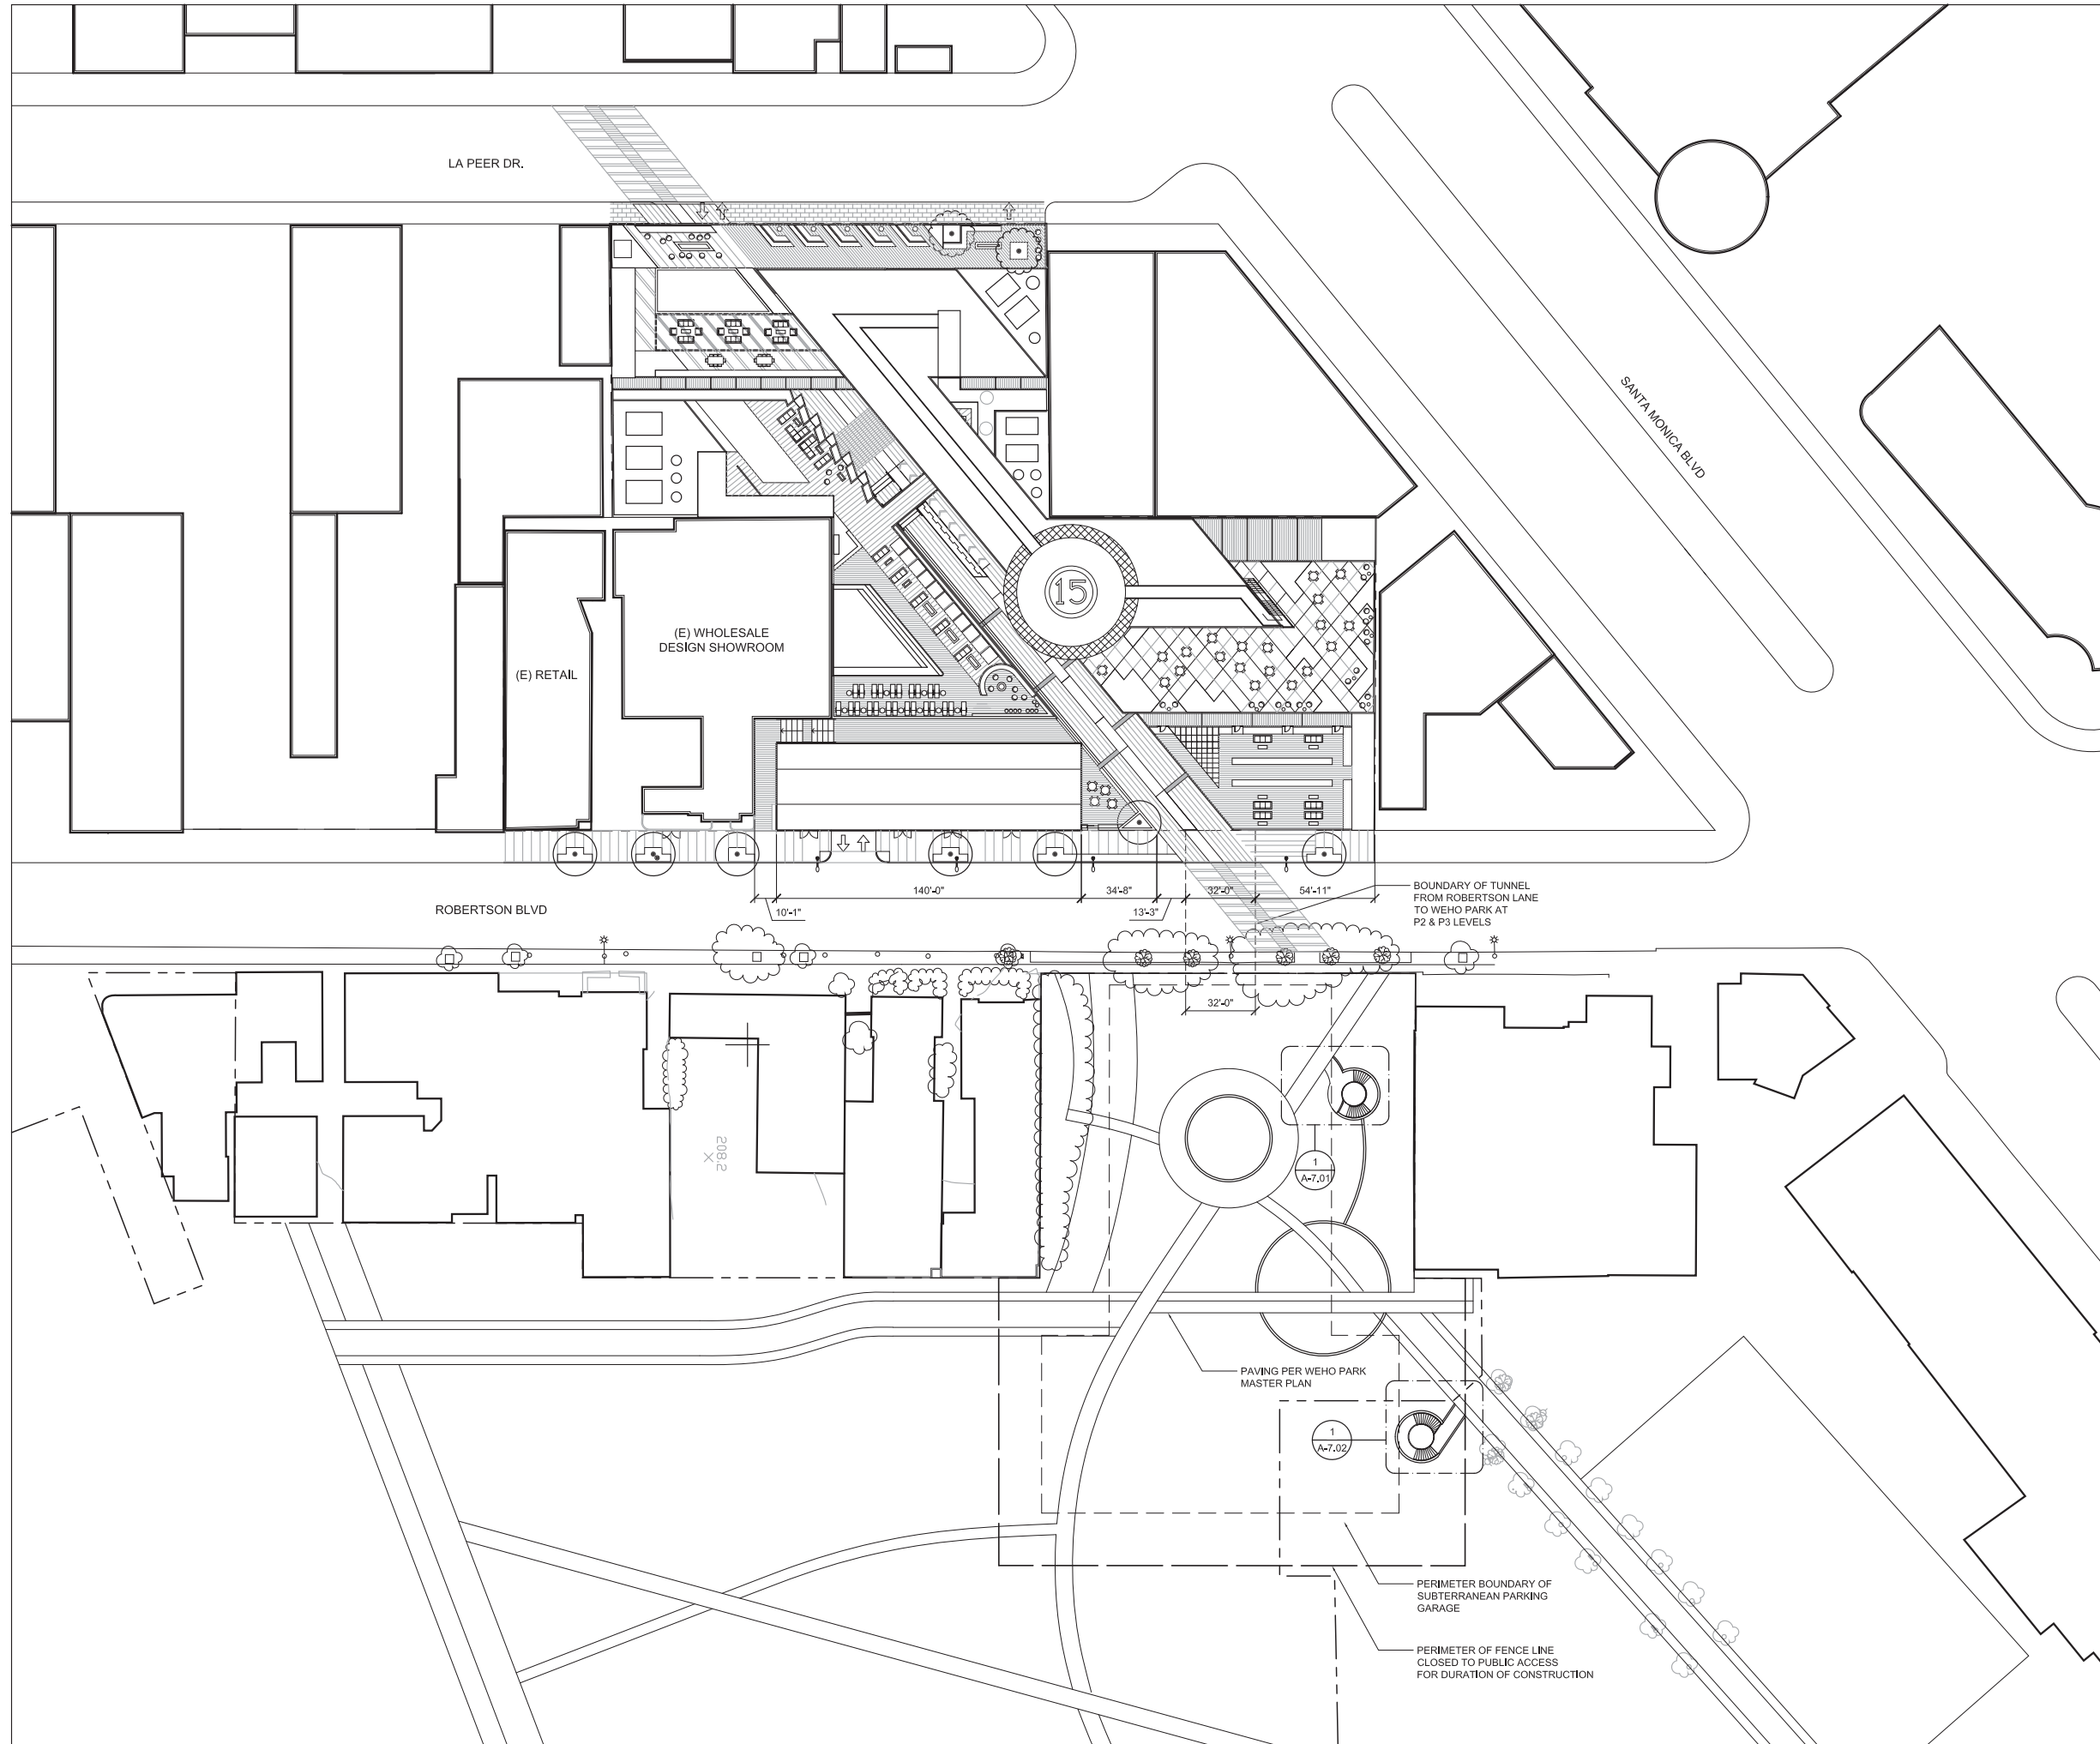 LA PEER DR.
SANTA MONICA BLVD
15
(E) WHOLESALE
DESIGN SHOWROOM
(E) RETAIL
140'-0"
34'-8"
32'-0"
54'-11"
10'-1"
13'-3"
BOUNDARY OF TUNNEL
FROM ROBERTSON LANE
TO WEHO PARK AT
P2 & P3 LEVELS
ROBERTSON BLVD
32'-0"
208.2
1
A-7.01
PAVING PER WEHO PARK
MASTER PLAN
1
A-7.02
PERIMETER BOUNDARY OF
SUBTERRANEAN PARKING
GARAGE
PERIMETER OF FENCE LINE
CLOSED TO PUBLIC ACCESS
FOR DURATION OF CONSTRUCTION